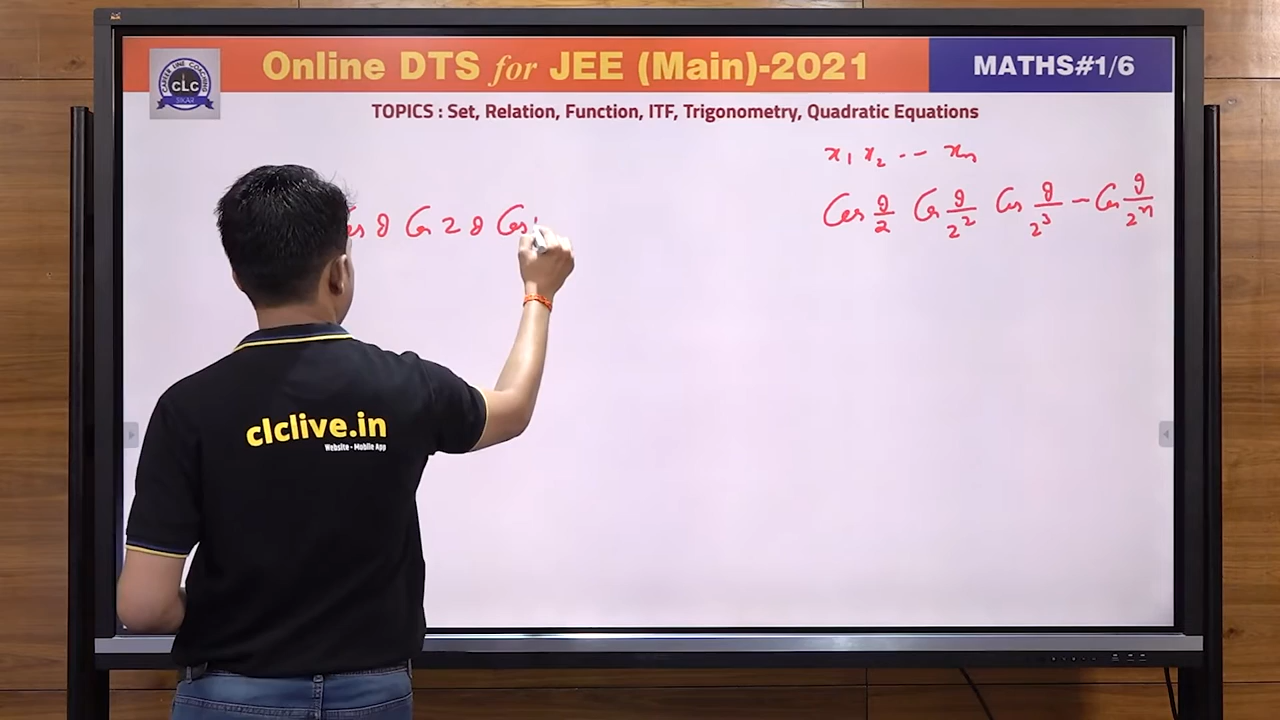 Online DTS for JEE (Main)-2021
MATHS#1/6
CAREER LINE COACHING
CLC
SIKAR
TOPICS : Set, Relation, Function, ITF, Trigonometry, Quadratic Equations
x₁ x₂ -- xₙ
Cos θ/2 Cos θ/2² Cos θ/2³ – Cos θ/2ⁿ
θ Cos 2 θ Cos
clclive.in
Website - Mobile App